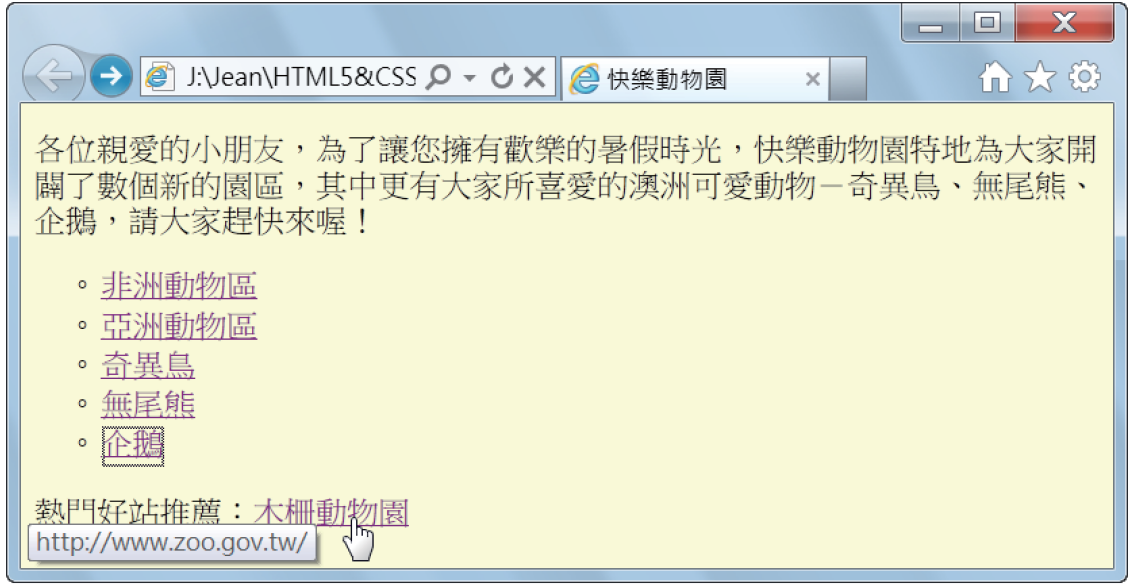 J:\Jean\HTML5&CSS
快樂動物園
各位親愛的小朋友，為了讓您擁有歡樂的暑假時光，快樂動物園特地為大家開
闢了數個新的園區，其中更有大家所喜愛的澳洲可愛動物－奇異鳥、無尾熊、
企鵝，請大家趕快來喔！
。非洲動物區
。亞洲動物區
。奇異鳥
。無尾熊
。企鵝
熱門好站推薦：木柵動物園
http://www.zoo.gov.tw/